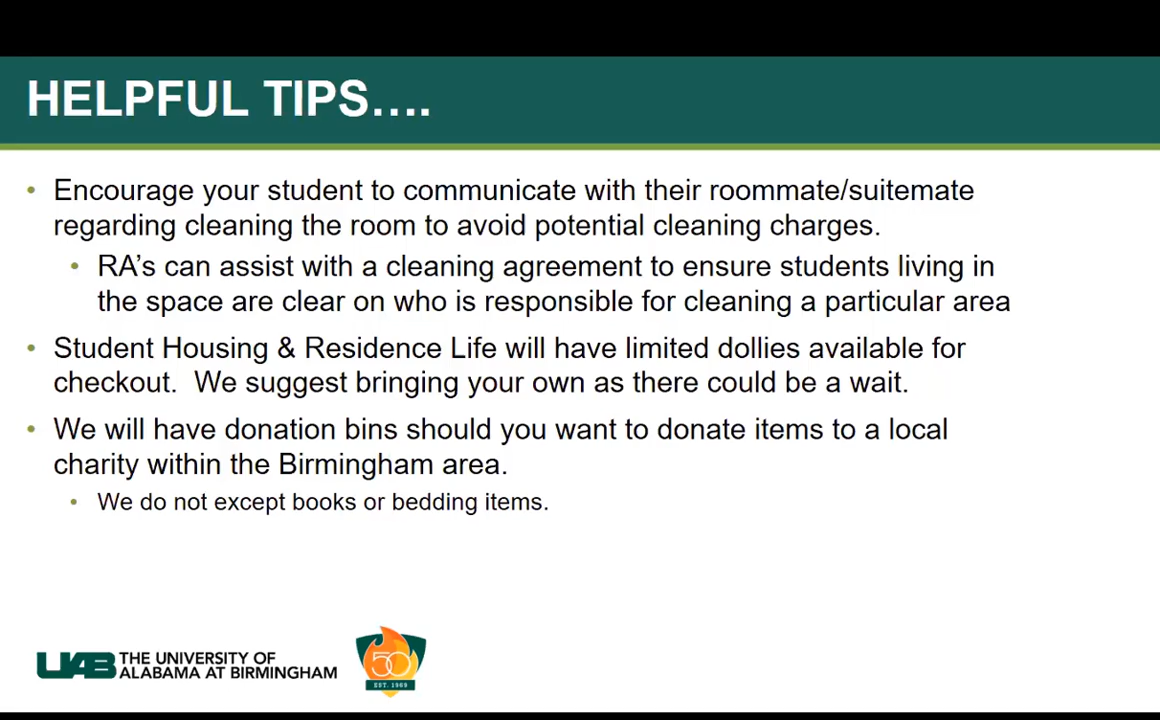 HELPFUL TIPS….
• Encourage your student to communicate with their roommate/suitemate
regarding cleaning the room to avoid potential cleaning charges.
• RA’s can assist with a cleaning agreement to ensure students living in
the space are clear on who is responsible for cleaning a particular area
• Student Housing & Residence Life will have limited dollies available for
checkout.  We suggest bringing your own as there could be a wait.
• We will have donation bins should you want to donate items to a local
charity within the Birmingham area.
• We do not except books or bedding items.
UAB THE UNIVERSITY OF
ALABAMA AT BIRMINGHAM
50
EST. 1969